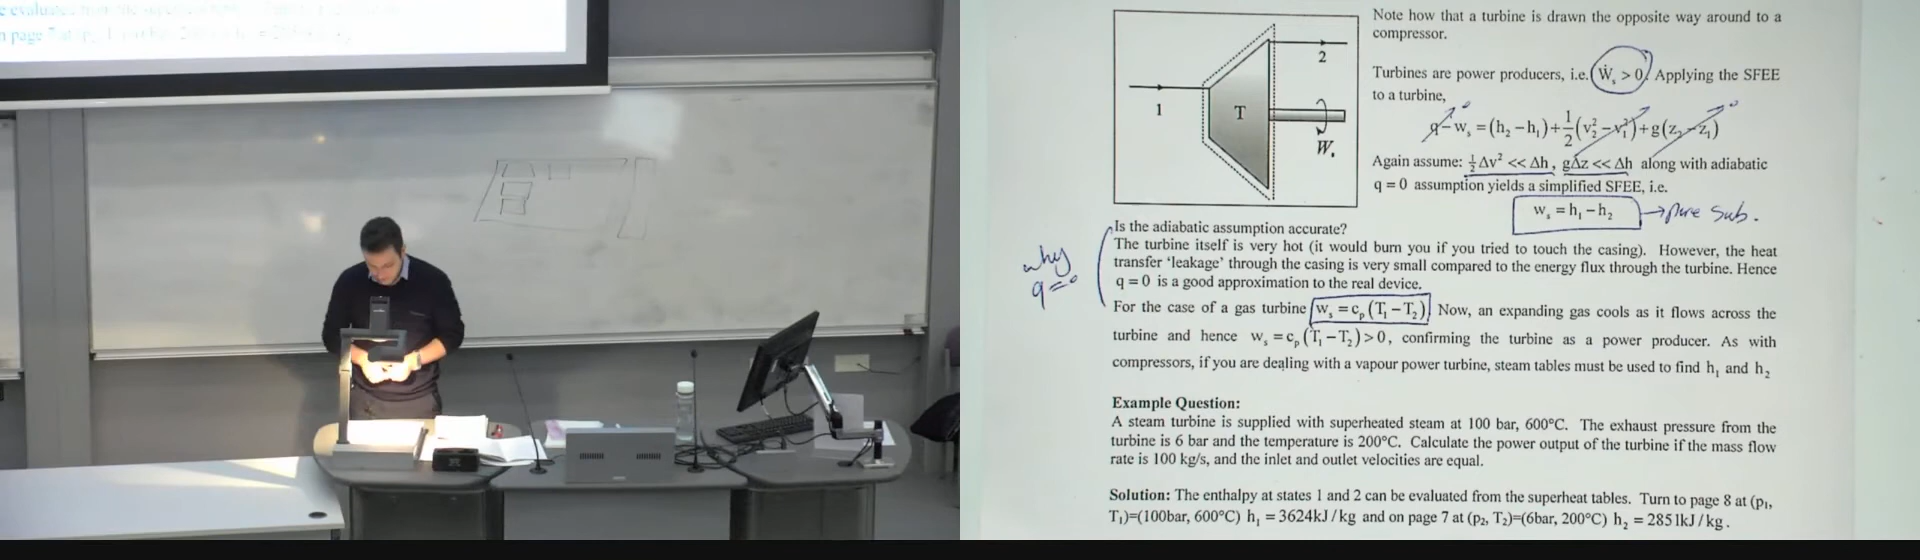 n page 7 at
Note how that a turbine is drawn the opposite way around to a
compressor.
Turbines are power producers, i.e. Ẇₛ > 0. Applying the SFEE
to a turbine,
q − wₛ = (h₂ − h₁) + ½(v₂² − v₁²) + g(z₂ − z₁)
Again assume: ½Δv² << Δh, gΔz << Δh along with adiabatic
q = 0 assumption yields a simplified SFEE, i.e.
wₛ = h₁ − h₂ → pure sub.
1
2
T
Wₛ
Is the adiabatic assumption accurate?
The turbine itself is very hot (it would burn you if you tried to touch the casing). However, the heat
transfer ‘leakage’ through the casing is very small compared to the energy flux through the turbine. Hence
q = 0 is a good approximation to the real device.
why
q=0
For the case of a gas turbine wₛ = cₚ(T₁ − T₂) Now, an expanding gas cools as it flows across the
turbine and hence wₛ = cₚ(T₁ − T₂) > 0, confirming the turbine as a power producer. As with
compressors, if you are dealing with a vapour power turbine, steam tables must be used to find h₁ and h₂
Example Question:
A steam turbine is supplied with superheated steam at 100 bar, 600°C. The exhaust pressure from the
turbine is 6 bar and the temperature is 200°C. Calculate the power output of the turbine if the mass flow
rate is 100 kg/s, and the inlet and outlet velocities are equal.
Solution: The enthalpy at states 1 and 2 can be evaluated from the superheat tables. Turn to page 8 at (p₁,
T₁)=(100bar, 600°C) h₁ = 3624kJ/kg and on page 7 at (p₂, T₂)=(6bar, 200°C) h₂ = 2851kJ/kg.